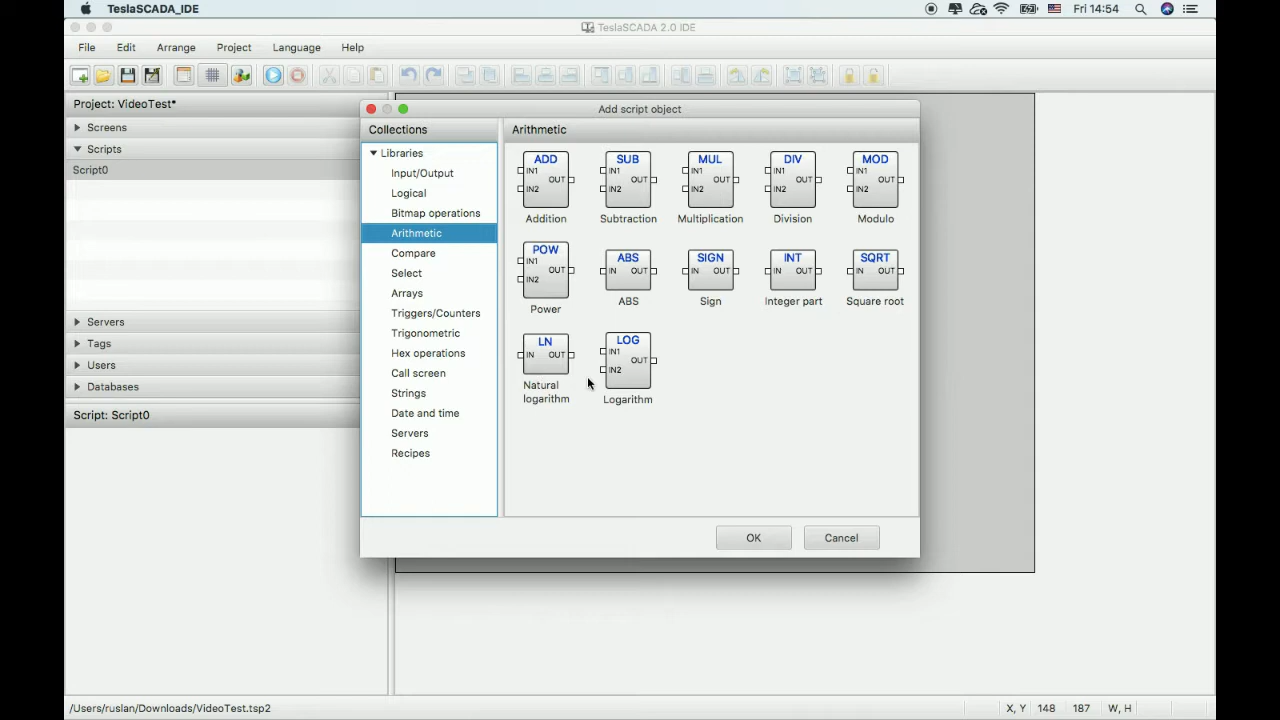 TeslaSCADA_IDE
Fri 14:54
TeslaSCADA 2.0 IDE
File Edit Arrange Project Language Help
Project: VideoTest*
Screens
Scripts
Script0
Servers
Tags
Users
Databases
Script: Script0
Add script object
Collections
Libraries
Input/Output
Logical
Bitmap operations
Arithmetic
Compare
Select
Arrays
Triggers/Counters
Trigonometric
Hex operations
Call screen
Strings
Date and time
Servers
Recipes
Arithmetic
ADD SUB MUL DIV MOD
IN1 IN1 IN1 IN1 IN1
OUT OUT OUT OUT OUT
IN2 IN2 IN2 IN2 IN2
Addition Subtraction Multiplication Division Modulo
POW ABS SIGN INT SQRT
IN1
OUT IN OUT IN OUT IN OUT IN OUT
IN2
Power ABS Sign Integer part Square root
LN LOG
IN OUT IN1 OUT
IN2
Natural
logarithm Logarithm
OK Cancel
/Users/ruslan/Downloads/VideoTest.tsp2
X, Y 148 187 W, H